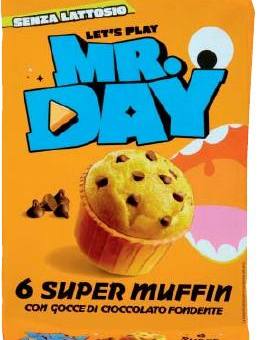 SENZA LATTOSIO
LET'S PLAY
MR.
DAY
6 SUPER MUFFIN
CON GOCCE DI CIOCCOLATO FONDENTE